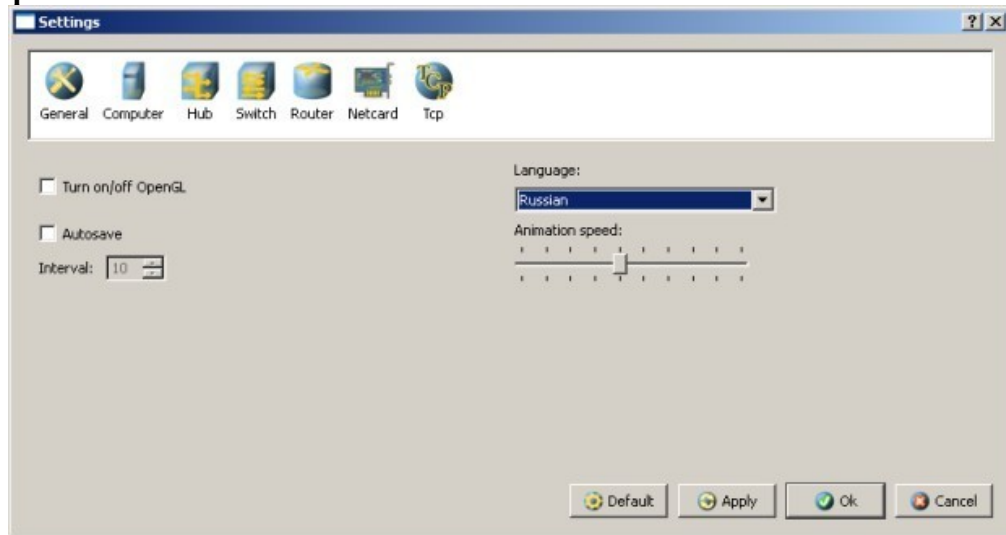 Settings
General Computer Hub Switch Router Netcard Tcp
Turn on/off OpenGL
Autosave
Interval: 10
Language:
Russian
Animation speed:
Default Apply Ok Cancel